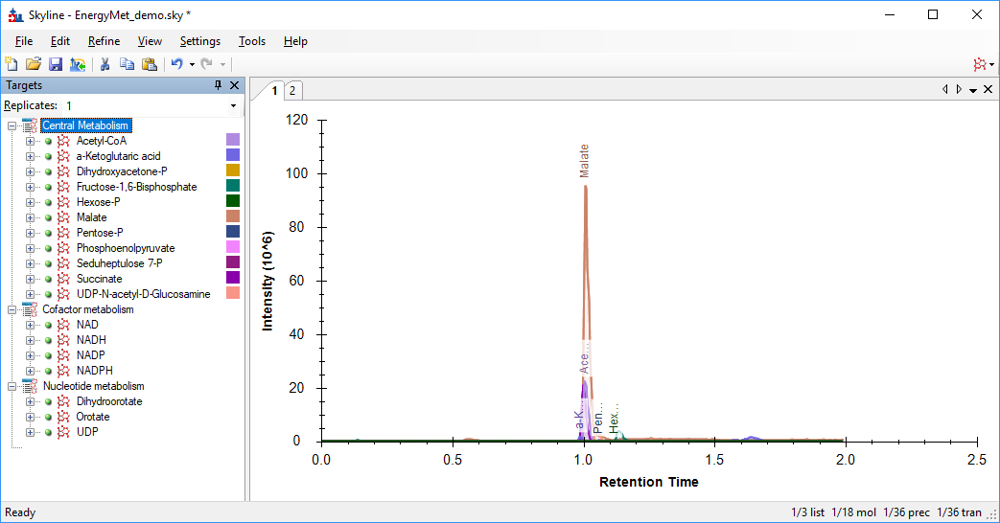 Skyline - EnergyMet_demo.sky *
File Edit Refine View Settings Tools Help
Targets
Replicates: 1
Central Metabolism
Acetyl-CoA
a-Ketoglutaric acid
Dihydroxyacetone-P
Fructose-1,6-Bisphosphate
Hexose-P
Malate
Pentose-P
Phosphoenolpyruvate
Seduheptulose 7-P
Succinate
UDP-N-acetyl-D-Glucosamine
Cofactor metabolism
NAD
NADH
NADP
NADPH
Nucleotide metabolism
Dihydroorotate
Orotate
UDP
1 2
Intensity (10^6)
120
100
80
60
40
20
0
Malate
Ace...
a-K...
Pen...
Hex...
0.0 0.5 1.0 1.5 2.0 2.5
Retention Time
Ready 1/3 list 1/18 mol 1/36 prec 1/36 tran